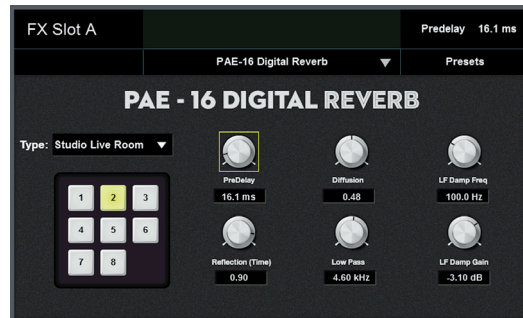 FX Slot A
Predelay 16.1 ms
PAE-16 Digital Reverb
Presets
PAE - 16 DIGITAL REVERB
Type: Studio Live Room
1 2 3
4 5 6
7 8
PreDelay Diffusion LF Damp Freq
16.1 ms 0.48 100.0 Hz
Reflection (Time) Low Pass LF Damp Gain
0.90 4.60 kHz -3.10 dB